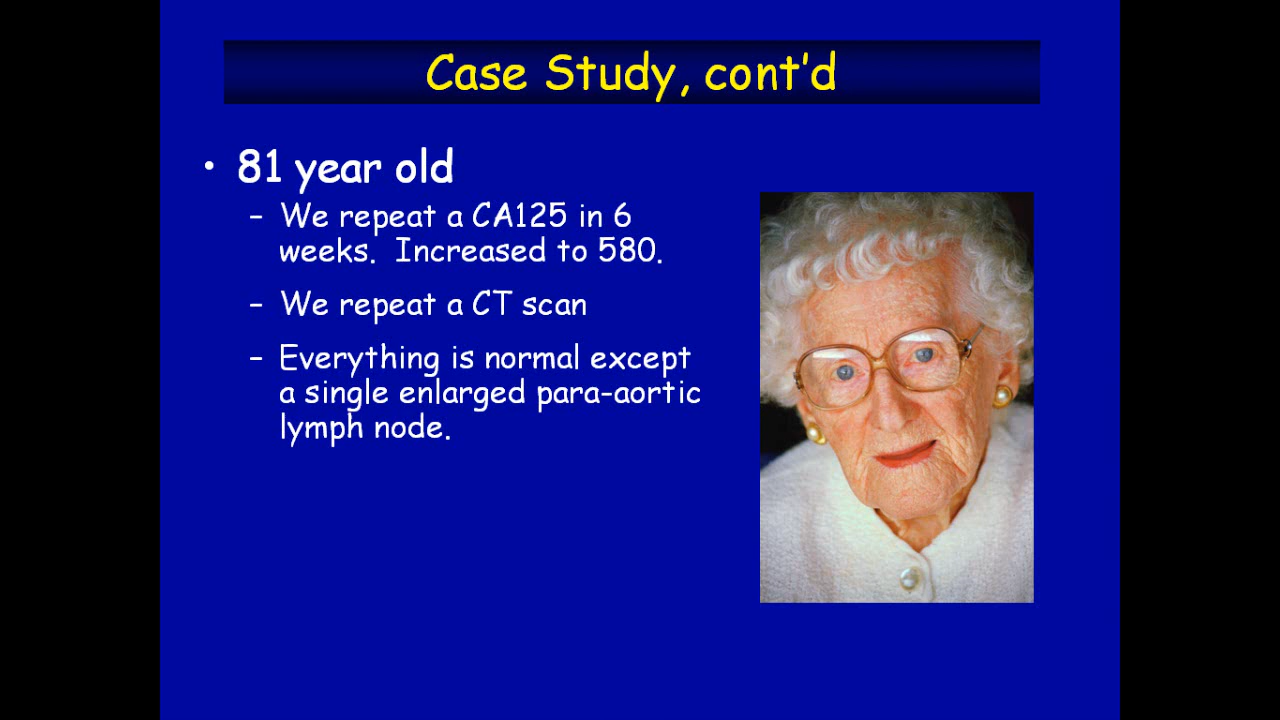 Case Study, cont'd
• 81 year old
– We repeat a CA125 in 6
weeks.  Increased to 580.
– We repeat a CT scan
– Everything is normal except
a single enlarged para-aortic
lymph node.